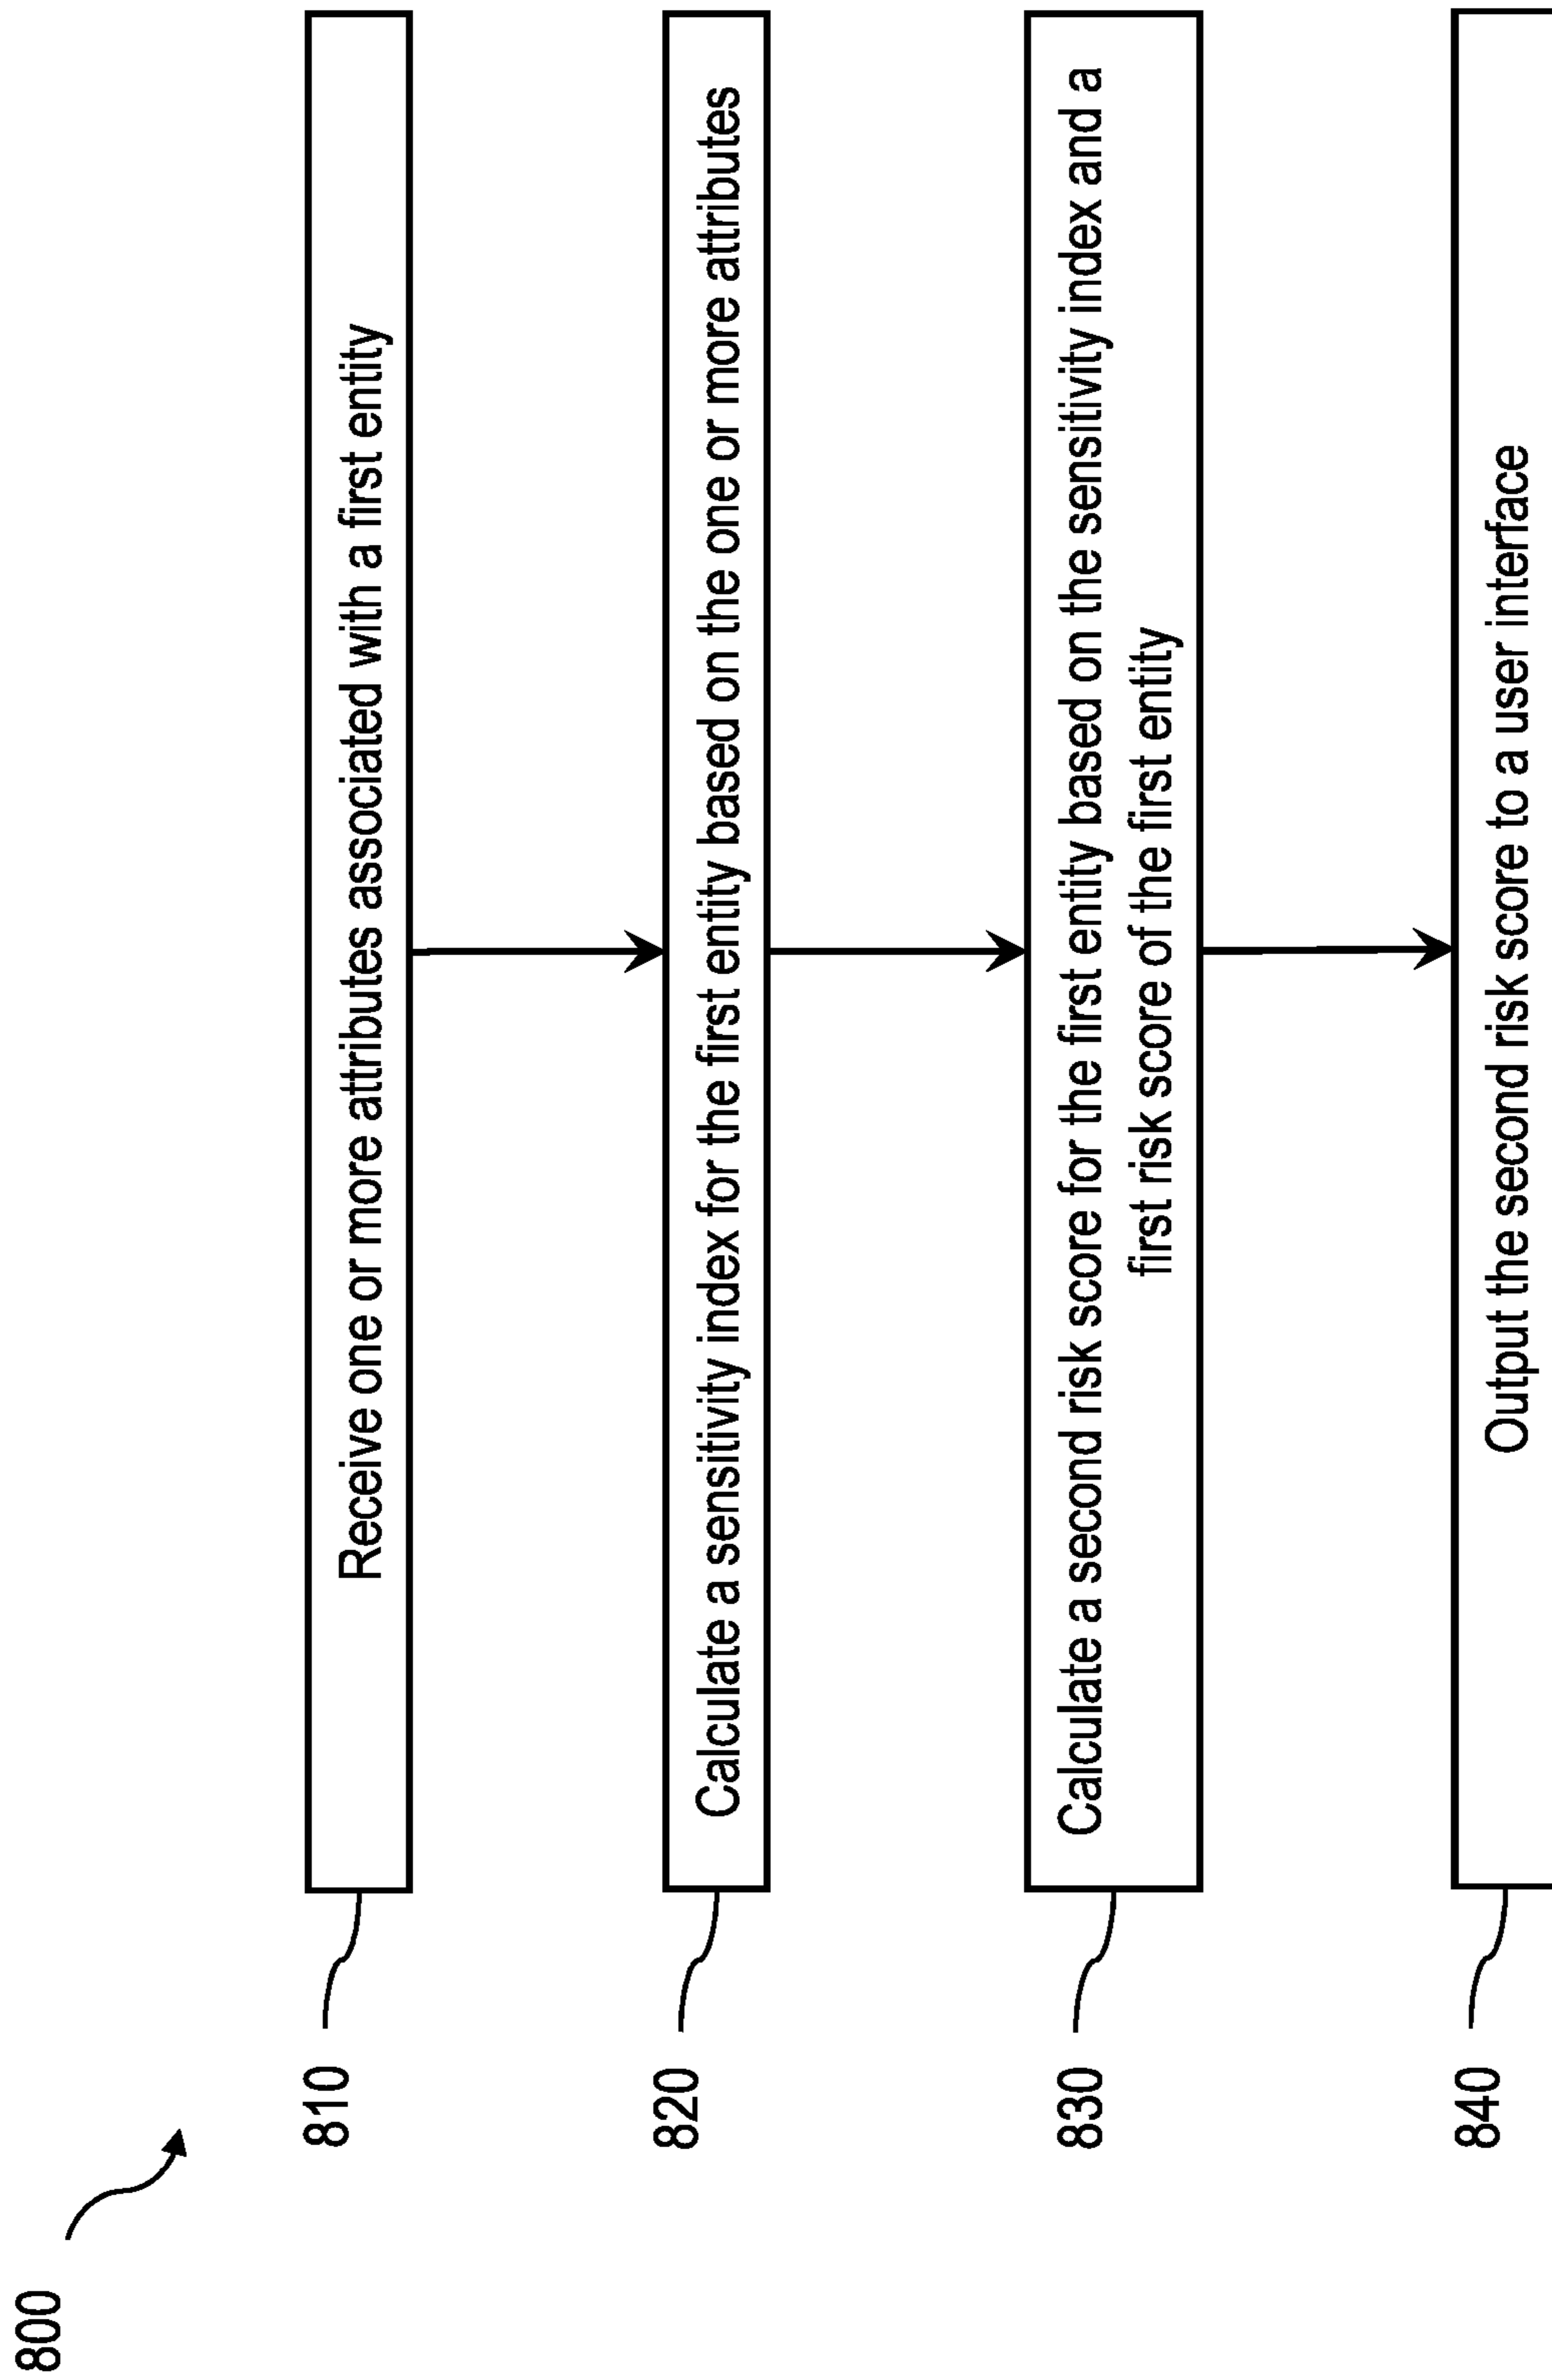 800
810
Receive one or more attributes associated with a first entity
820
Calculate a sensitivity index for the first entity based on the one or more attributes
830
Calculate a second risk score for the first entity based on the sensitivity index and a
first risk score of the first entity
840
Output the second risk score to a user interface